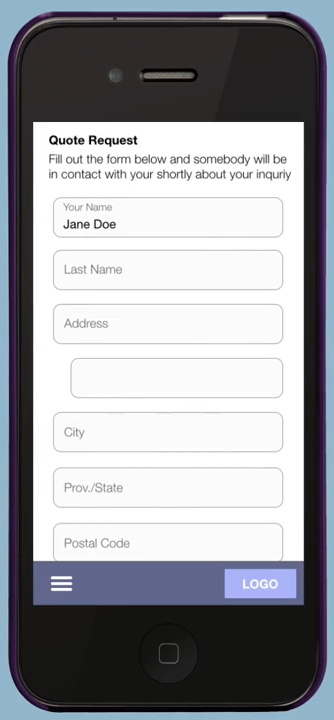 Quote Request
Fill out the form below and somebody will be
in contact with your shortly about your inquriy
Your Name
Jane Doe
Last Name
Address
City
Prov./State
Postal Code
LOGO